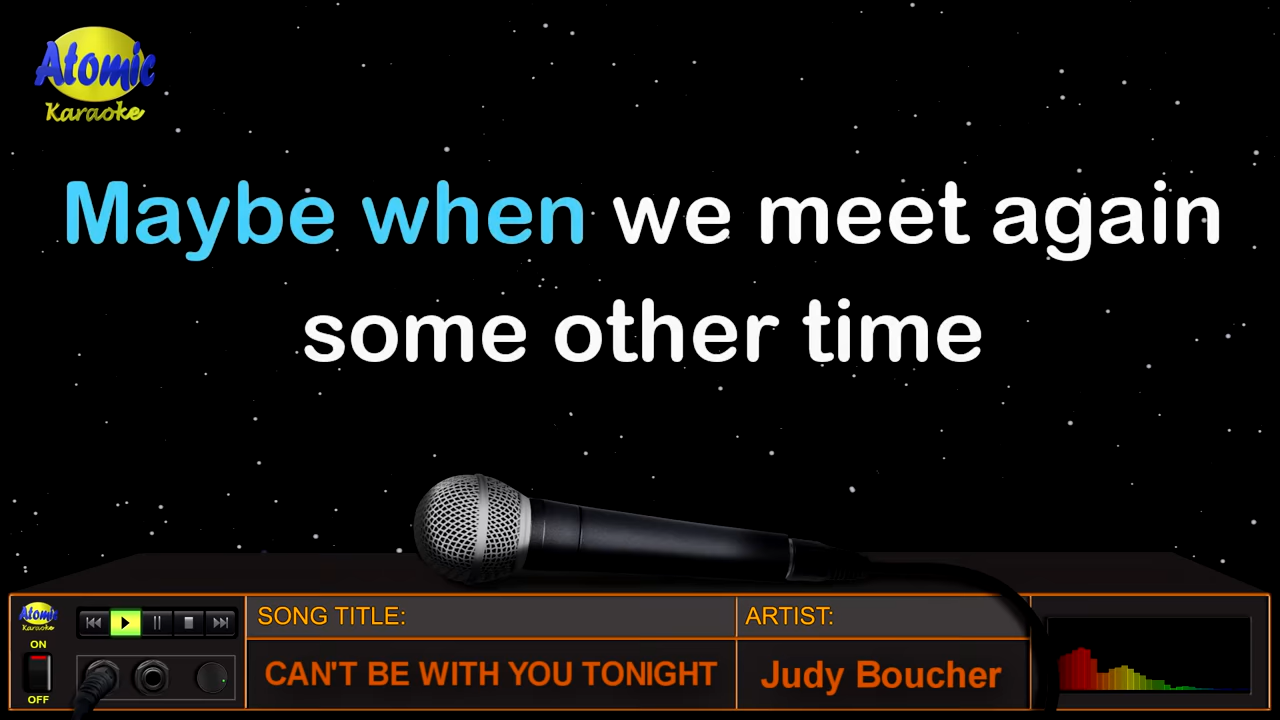 Atomic
Karaoke
Maybe when we meet again
some other time
Atomic
Karaoke
ON
OFF
SONG TITLE:
CAN'T BE WITH YOU TONIGHT
ARTIST:
Judy Boucher